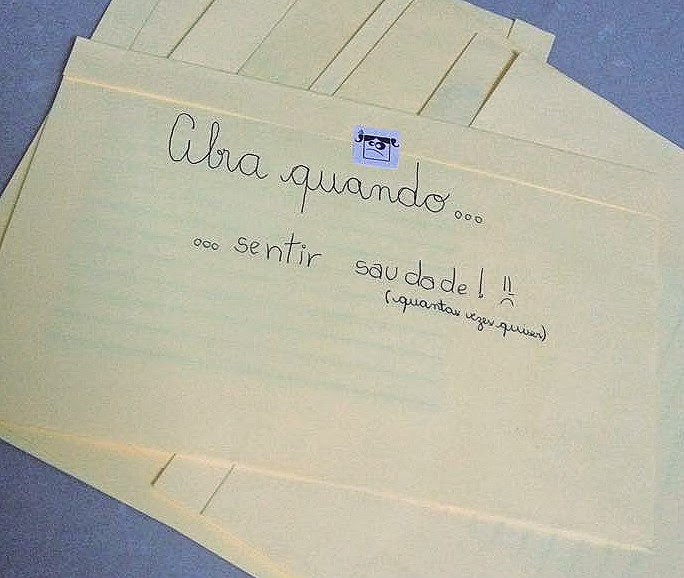 Abra quando...
... sentir saudade! :(
(quantas vezes quiser)